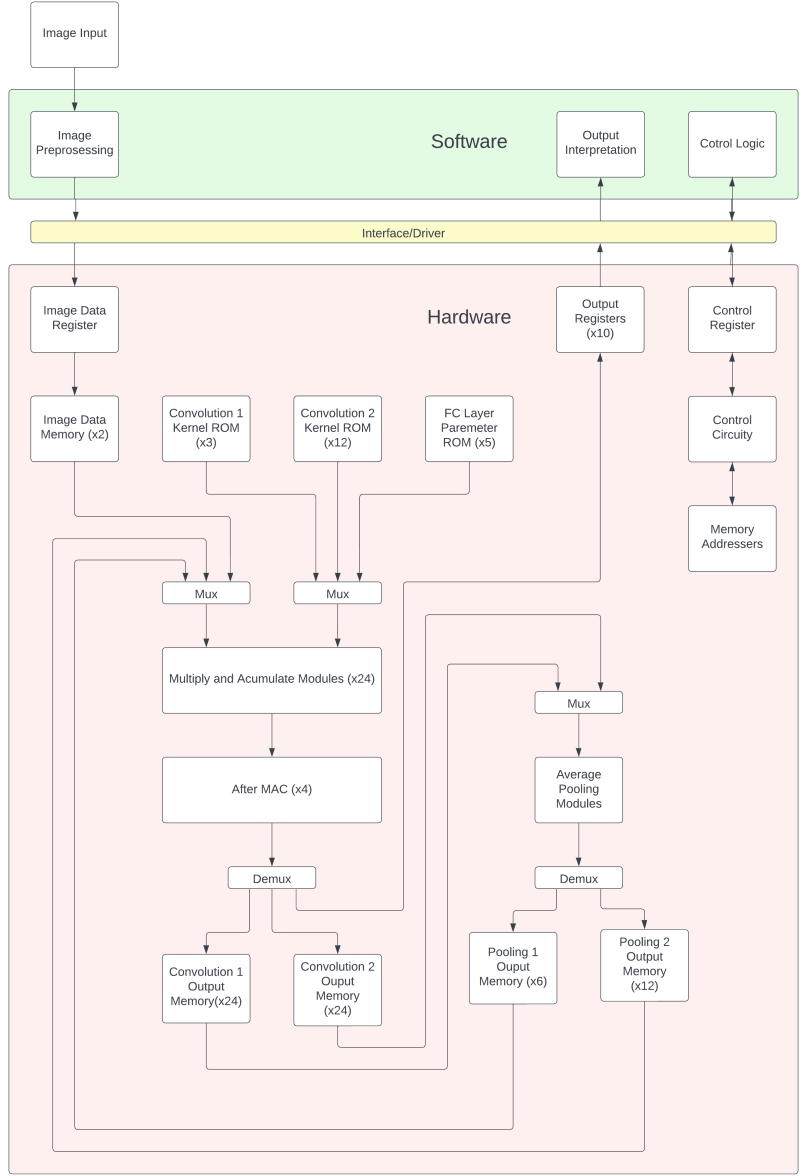 Image Input
Image
Preprosessing
Software
Output
Interpretation
Cotrol Logic
Interface/Driver
Image Data
Register
Hardware
Output
Registers
(x10)
Control
Register
Image Data
Memory (x2)
Convolution 1
Kernel ROM
(x3)
Convolution 2
Kernel ROM
(x12)
FC Layer
Paremeter
ROM (x5)
Control
Circuity
Memory
Addressers
Mux
Mux
Multiply and Acumulate Modules (x24)
Mux
After MAC (x4)
Average
Pooling
Modules
Demux
Demux
Convolution 1
Output
Memory(x24)
Convolution 2
Ouput
Memory
(x24)
Pooling 1
Ouput
Memory (x6)
Pooling 2
Output
Memory
(x12)